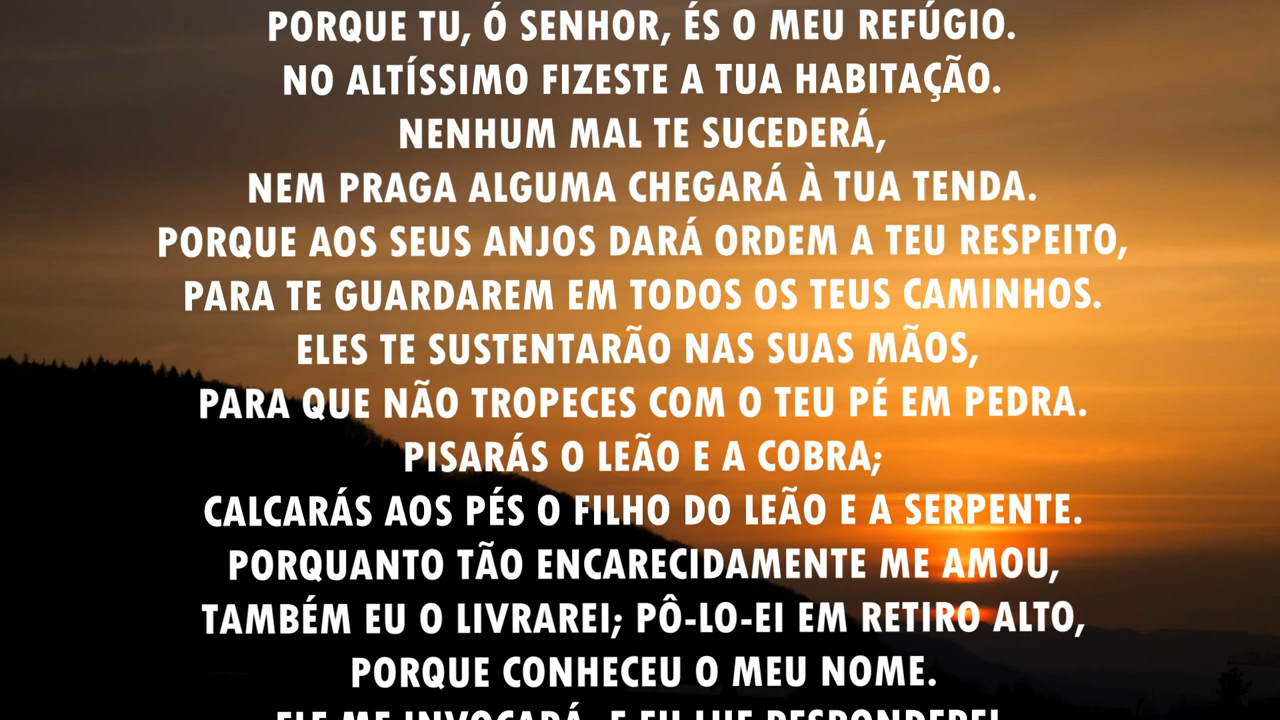 PORQUE TU, Ó SENHOR, ÉS O MEU REFÚGIO.
NO ALTÍSSIMO FIZESTE A TUA HABITAÇÃO.
NENHUM MAL TE SUCEDERÁ,
NEM PRAGA ALGUMA CHEGARÁ À TUA TENDA.
PORQUE AOS SEUS ANJOS DARÁ ORDEM A TEU RESPEITO,
PARA TE GUARDAREM EM TODOS OS TEUS CAMINHOS.
ELES TE SUSTENTARÃO NAS SUAS MÃOS,
PARA QUE NÃO TROPECES COM O TEU PÉ EM PEDRA.
PISARÁS O LEÃO E A COBRA;
CALCARÁS AOS PÉS O FILHO DO LEÃO E A SERPENTE.
PORQUANTO TÃO ENCARECIDAMENTE ME AMOU,
TAMBÉM EU O LIVRAREI; PÔ-LO-EI EM RETIRO ALTO,
PORQUE CONHECEU O MEU NOME.
ELE ME INVOCARÁ, E EU LHE RESPONDEREI